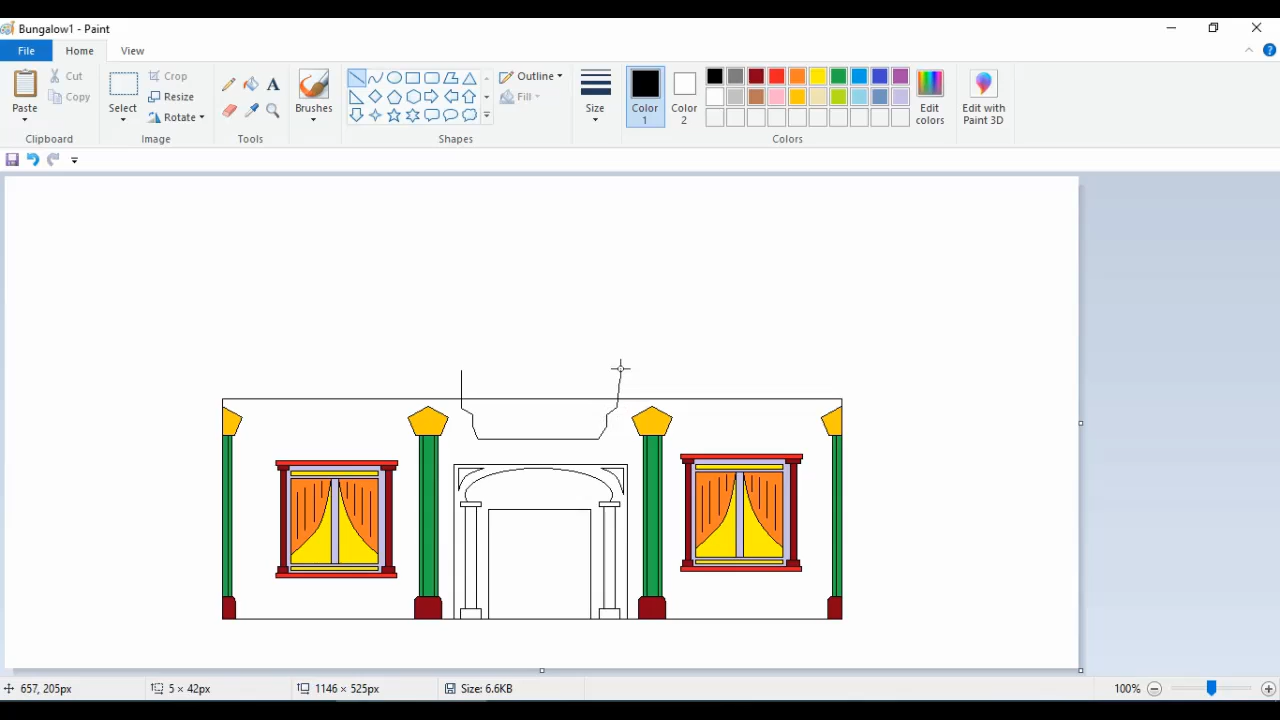 Bungalow1 - Paint
File Home View
Paste
Cut
Copy
Clipboard
Select
Crop
Resize
Rotate
Image
A
Tools
Brushes
Shapes
Outline
Fill
Size
Color
1
Color
2
Edit
colors
Colors
Edit with
Paint 3D
?
657, 205px
5 × 42px
1146 × 525px
Size: 6.6KB
100%